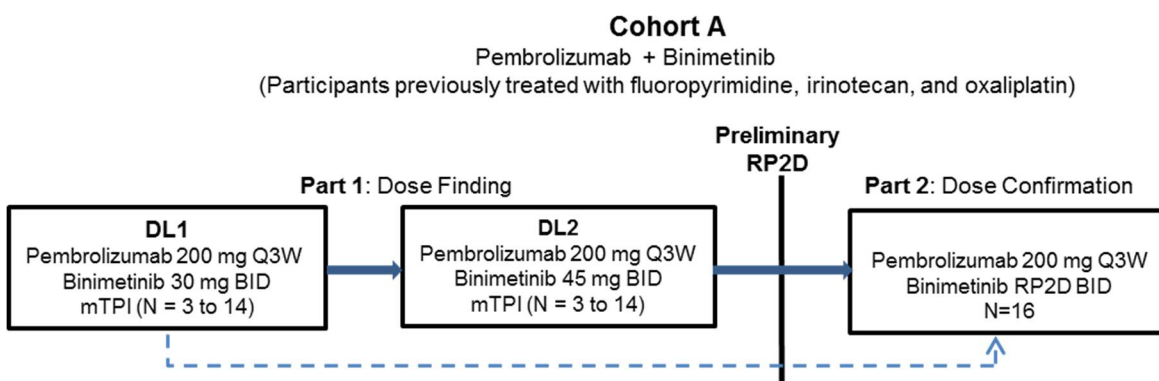 Cohort A
Pembrolizumab + Binimetinib
(Participants previously treated with fluoropyrimidine, irinotecan, and oxaliplatin)
Preliminary
RP2D
Part 1: Dose Finding
Part 2: Dose Confirmation
DL1
Pembrolizumab 200 mg Q3W
Binimetinib 30 mg BID
mTPI (N = 3 to 14)
DL2
Pembrolizumab 200 mg Q3W
Binimetinib 45 mg BID
mTPI (N = 3 to 14)
Pembrolizumab 200 mg Q3W
Binimetinib RP2D BID
N=16